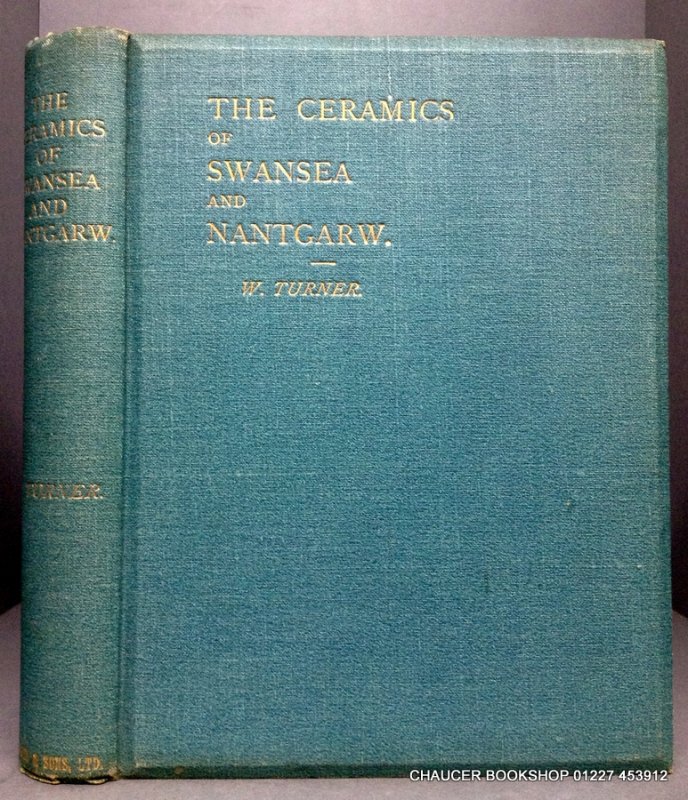 THE
CERAMICS
OF
SWANSEA
AND
NANTGARW.
TURNER.
& SONS, LTD.
THE CERAMICS
OF
SWANSEA
AND
NANTGARW.
W. TURNER.
CHAUCER BOOKSHOP 01227 453912